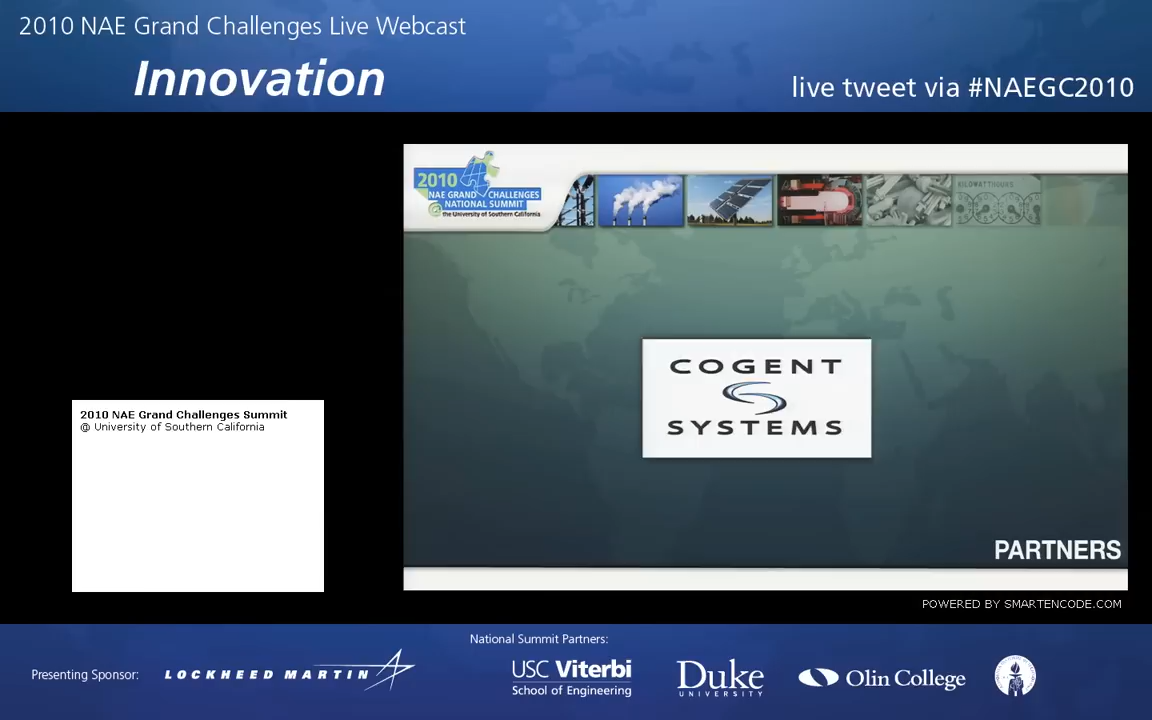 2010 NAE Grand Challenges Live Webcast
Innovation
live tweet via #NAEGC2010
2010
NAE GRAND CHALLENGES
NATIONAL SUMMIT
@ the University of Southern California
KILOWATTHOURS
COGENT
SYSTEMS
2010 NAE Grand Challenges Summit
@ University of Southern California
PARTNERS
POWERED BY SMARTENCODE.COM
National Summit Partners:
Presenting Sponsor:
LOCKHEED MARTIN
USC Viterbi
School of Engineering
Duke
UNIVERSITY
Olin College